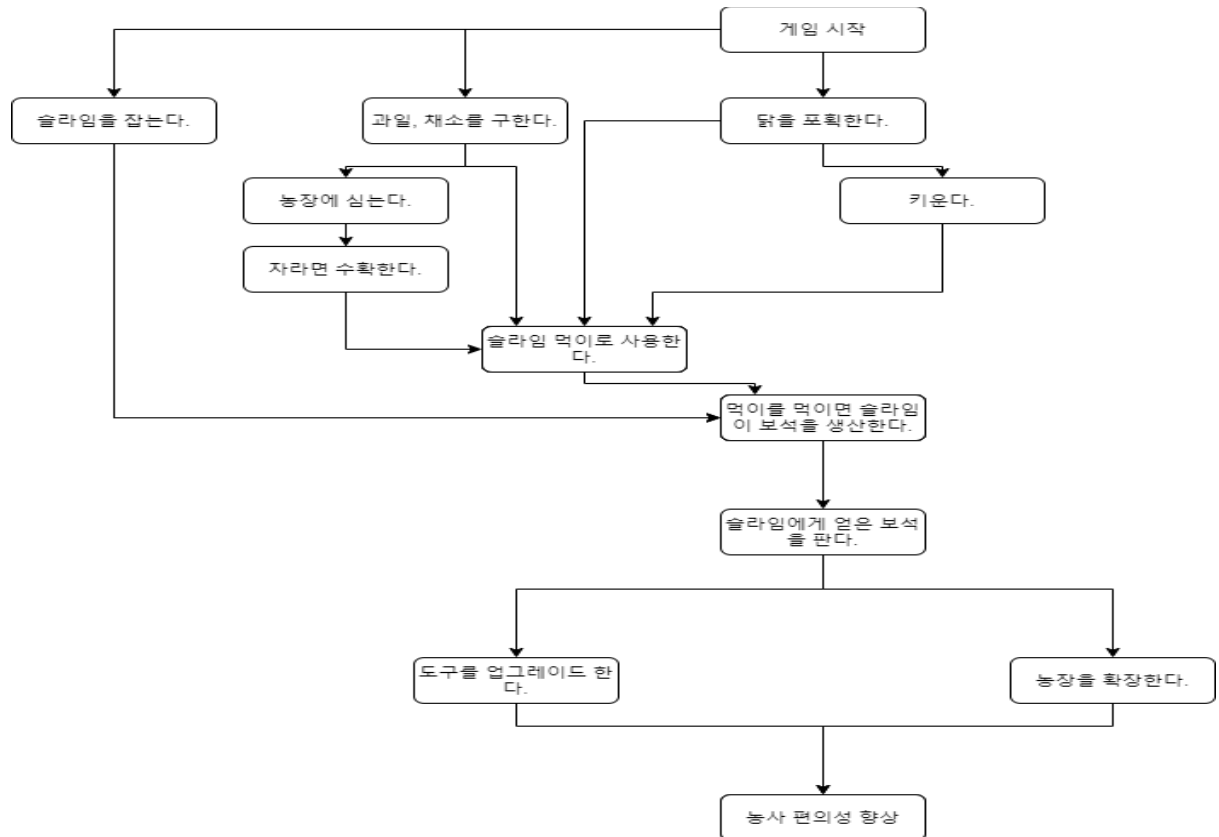 게임 시작
슬라임을 잡는다.
과일, 채소를 구한다.
닭을 포획한다.
농장에 심는다.
키운다.
자라면 수확한다.
슬라임 먹이로 사용한
다.
먹이를 먹이면 슬라임
이 보석을 생산한다.
슬라임에게 얻은 보석
을 판다.
도구를 업그레이드 한
다.
농장을 확장한다.
농사 편의성 향상